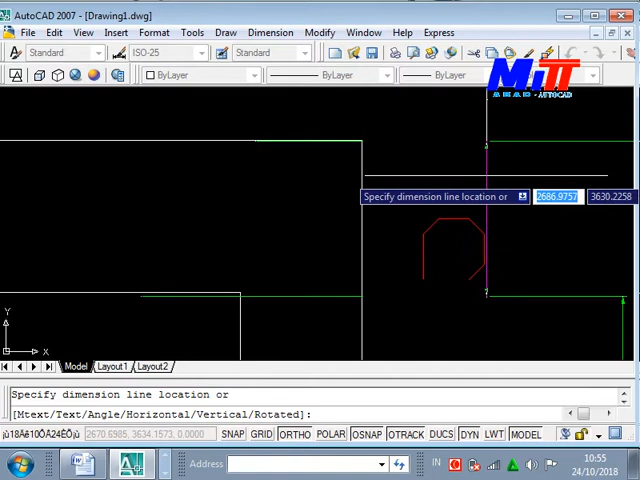 AutoCAD 2007 - [Drawing1.dwg]
File Edit View Insert Format Tools Draw Dimension Modify Window Help Express
Standard ISO-25 Standard
ByLayer ByLayer ByLayer
MiTT
AKAD - AUTOCAD
Specify dimension line location or 2686.9757 3630.2258
Y
X
Model Layout1 Layout2
Specify dimension line location or
[Mtext/Text/Angle/Horizontal/Vertical/Rotated]:
2670.6985, 3634.1573, 0.0000 SNAP GRID ORTHO POLAR OSNAP OTRACK DUCS DYN LWT MODEL
Address IN 10:55
24/10/2018